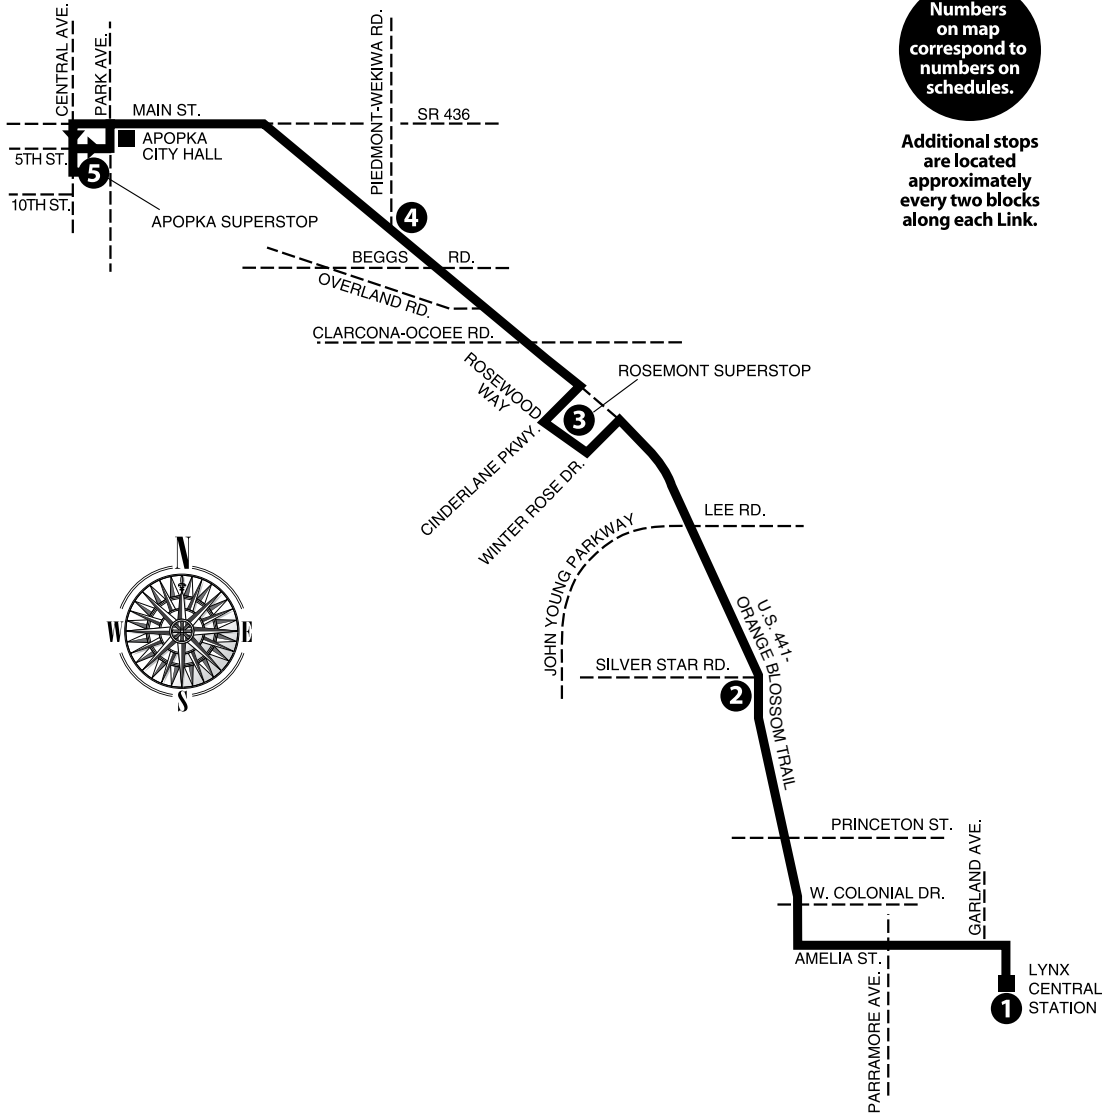 Numbers
on map
correspond to
numbers on
schedules.
Additional stops
are located
approximately
every two blocks
along each Link.
CENTRAL AVE.
PARK AVE.
PIEDMONT-WEKIWA RD.
MAIN ST.
SR 436
APOPKA
CITY HALL
5TH ST.
5
10TH ST.
APOPKA SUPERSTOP
4
BEGGS RD.
OVERLAND RD.
CLARCONA-OCOEE RD.
ROSEWOOD
WAY
ROSEMONT SUPERSTOP
3
CINDERLANE PKWY.
WINTER ROSE DR.
LEE RD.
JOHN YOUNG PARKWAY
N
W
E
S
U.S. 441-
ORANGE BLOSSOM TRAIL
SILVER STAR RD.
2
PRINCETON ST.
GARLAND AVE.
W. COLONIAL DR.
AMELIA ST.
PARRAMORE AVE.
LYNX
CENTRAL
STATION
1